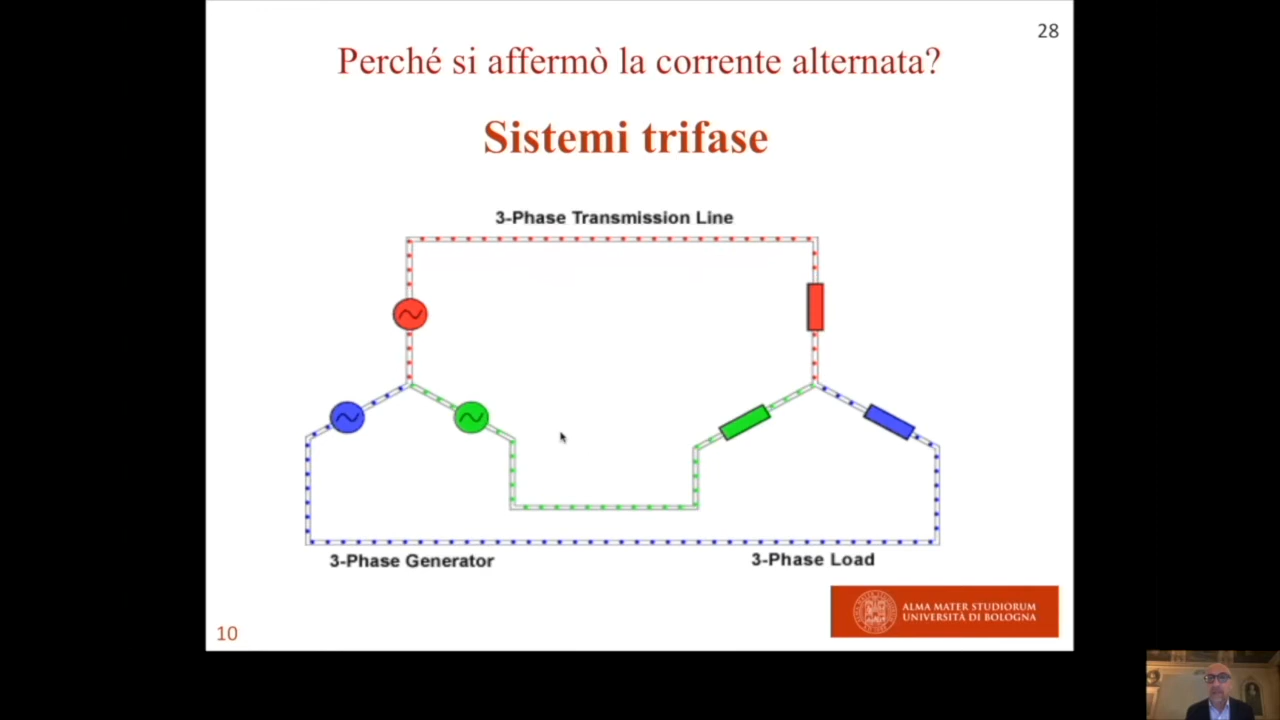 28
Perché si affermò la corrente alternata?
Sistemi trifase
3-Phase Transmission Line
3-Phase Generator
3-Phase Load
ALMA MATER STUDIORUM
UNIVERSITÀ DI BOLOGNA
10